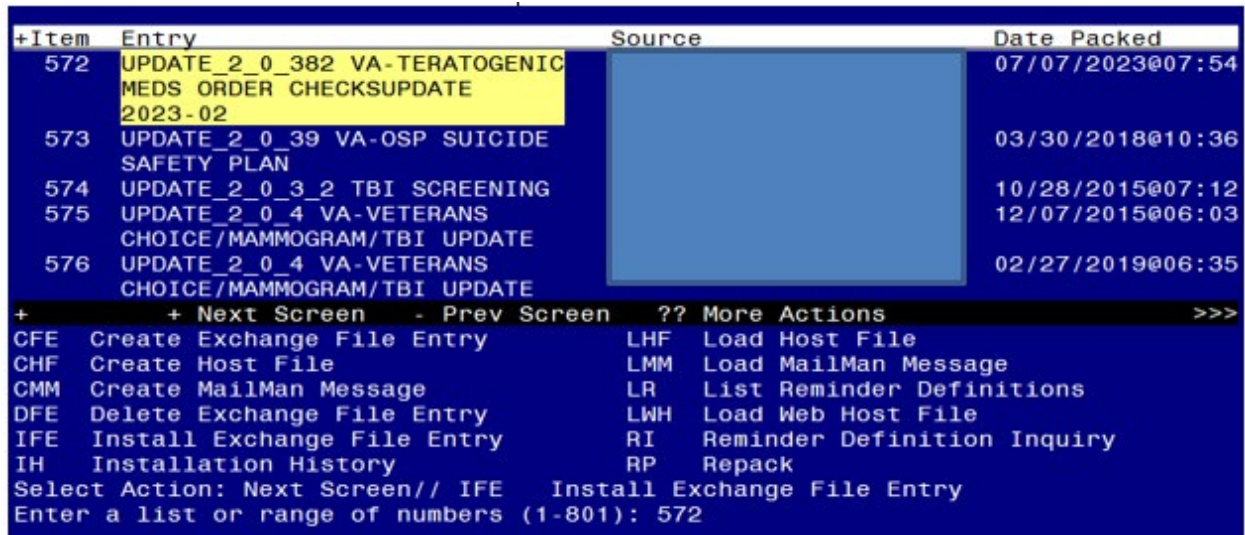 +Item Entry Source Date Packed
572 UPDATE_2_0_382 VA-TERATOGENIC 07/07/2023@07:54
MEDS ORDER CHECKSUPDATE
2023-02
573 UPDATE_2_0_39 VA-OSP SUICIDE 03/30/2018@10:36
SAFETY PLAN
574 UPDATE_2_0_3_2 TBI SCREENING 10/28/2015@07:12
575 UPDATE_2_0_4 VA-VETERANS 12/07/2015@06:03
CHOICE/MAMMOGRAM/TBI UPDATE
576 UPDATE_2_0_4 VA-VETERANS 02/27/2019@06:35
CHOICE/MAMMOGRAM/TBI UPDATE
+ + Next Screen - Prev Screen ?? More Actions >>>
CFE Create Exchange File Entry LHF Load Host File
CHF Create Host File LMM Load MailMan Message
CMM Create MailMan Message LR List Reminder Definitions
DFE Delete Exchange File Entry LWH Load Web Host File
IFE Install Exchange File Entry RI Reminder Definition Inquiry
IH Installation History RP Repack
Select Action: Next Screen// IFE Install Exchange File Entry
Enter a list or range of numbers (1-801): 572